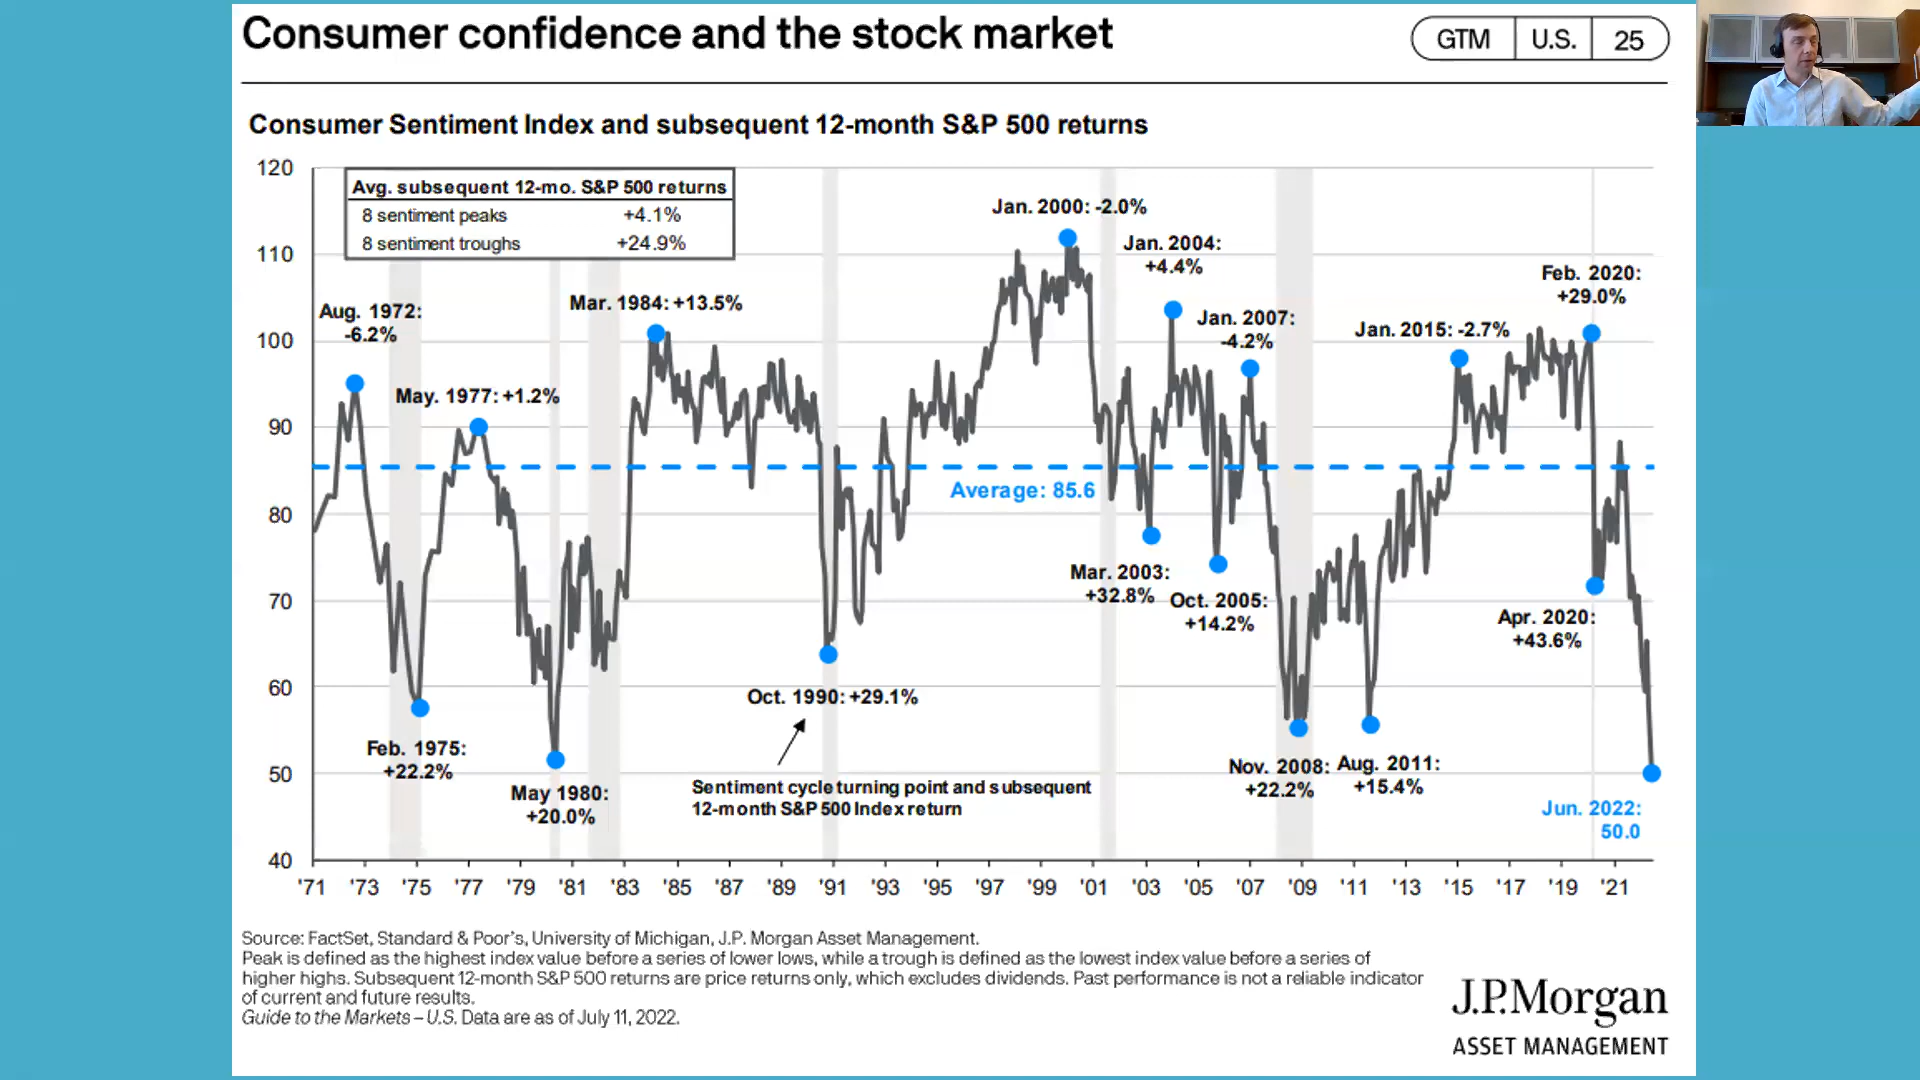 Consumer confidence and the stock market
GTM U.S. 25
Consumer Sentiment Index and subsequent 12-month S&P 500 returns
120
110
100
90
80
70
60
50
40
Avg. subsequent 12-mo. S&P 500 returns
8 sentiment peaks +4.1%
8 sentiment troughs +24.9%
Aug. 1972:
-6.2%
May. 1977: +1.2%
Mar. 1984: +13.5%
Jan. 2000: -2.0%
Jan. 2004:
+4.4%
Jan. 2007:
-4.2%
Jan. 2015: -2.7%
Feb. 2020:
+29.0%
Average: 85.6
Feb. 1975:
+22.2%
May 1980:
+20.0%
Oct. 1990: +29.1%
Mar. 2003:
+32.8%
Oct. 2005:
+14.2%
Nov. 2008:
+22.2%
Aug. 2011:
+15.4%
Apr. 2020:
+43.6%
Jun. 2022:
50.0
Sentiment cycle turning point and subsequent
12-month S&P 500 Index return
'71 '73 '75 '77 '79 '81 '83 '85 '87 '89 '91 '93 '95 '97 '99 '01 '03 '05 '07 '09 '11 '13 '15 '17 '19 '21
Source: FactSet, Standard & Poor's, University of Michigan, J.P. Morgan Asset Management.
Peak is defined as the highest index value before a series of lower lows, while a trough is defined as the lowest index value before a series of
higher highs. Subsequent 12-month S&P 500 returns are price returns only, which excludes dividends. Past performance is not a reliable indicator
of current and future results.
Guide to the Markets – U.S. Data are as of July 11, 2022.
J.P.Morgan
ASSET MANAGEMENT